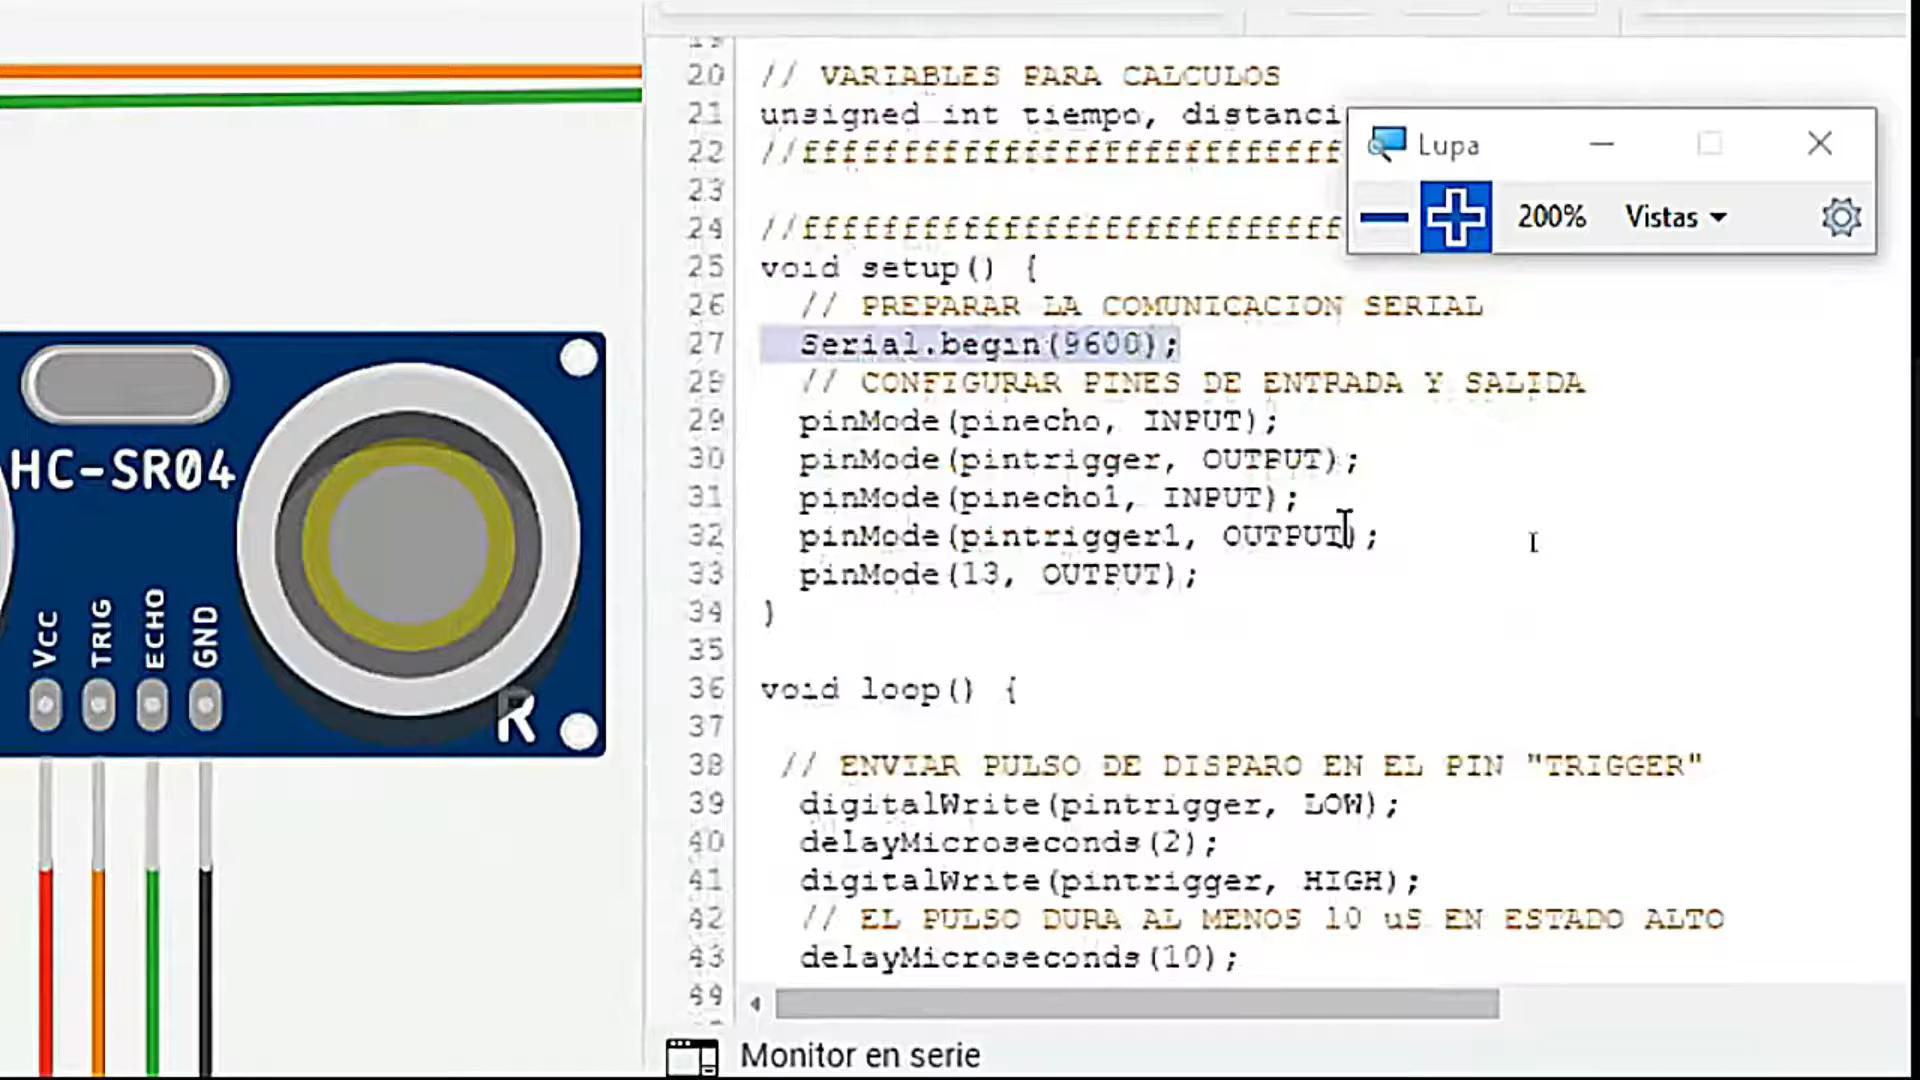 HC-SR04
VCC
TRIG
ECHO
GND
R
20 // VARIABLES PARA CALCULOS
21 unsigned int tiempo, distanci
22 //fffffffffffffffffffffffffff
23
24 //fffffffffffffffffffffffffff
25 void setup() {
26 // PREPARAR LA COMUNICACION SERIAL
27 Serial.begin(9600);
28 // CONFIGURAR PINES DE ENTRADA Y SALIDA
29 pinMode(pinecho, INPUT);
30 pinMode(pintrigger, OUTPUT);
31 pinMode(pinecho1, INPUT);
32 pinMode(pintrigger1, OUTPUT);
33 pinMode(13, OUTPUT);
34 }
35
36 void loop() {
37
38 // ENVIAR PULSO DE DISPARO EN EL PIN "TRIGGER"
39 digitalWrite(pintrigger, LOW);
40 delayMicroseconds(2);
41 digitalWrite(pintrigger, HIGH);
42 // EL PULSO DURA AL MENOS 10 uS EN ESTADO ALTO
43 delayMicroseconds(10);
44
Lupa
200% Vistas
Monitor en serie